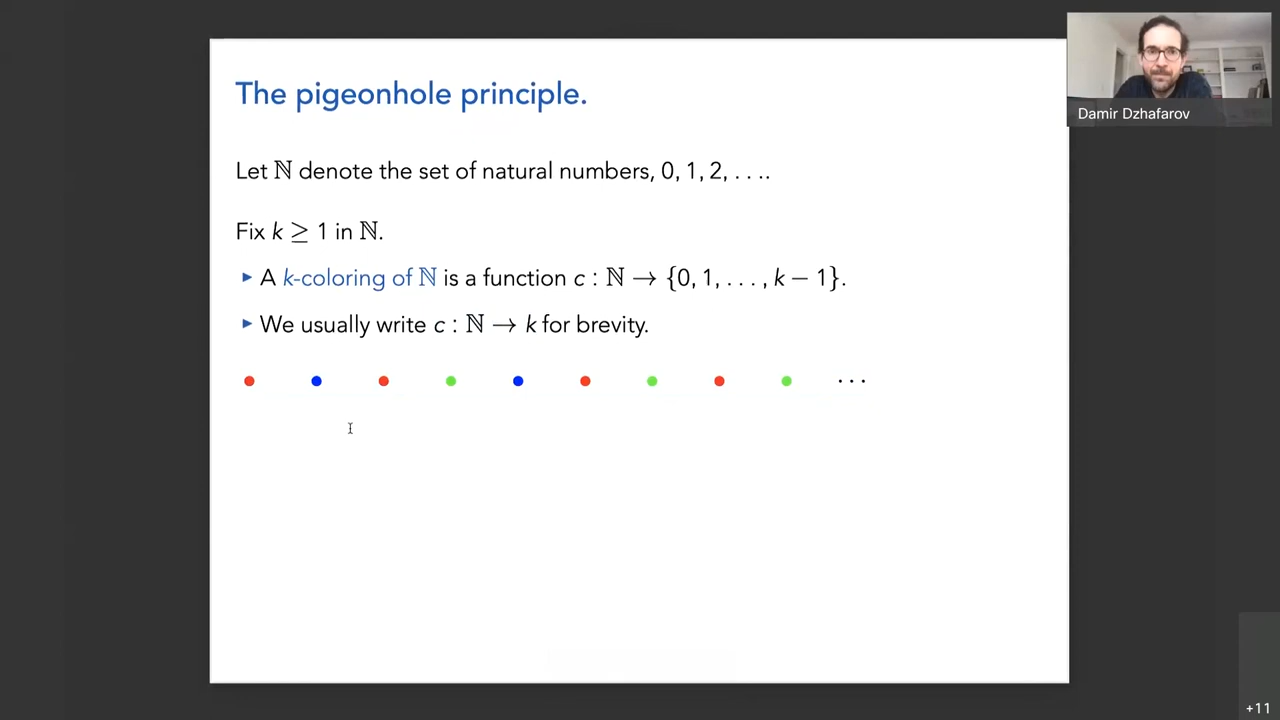 The pigeonhole principle.
Damir Dzhafarov
Let ℕ denote the set of natural numbers, 0, 1, 2, . . . .
Fix k ≥ 1 in ℕ.
▸ A k-coloring of ℕ is a function c : ℕ → {0, 1, . . . , k − 1}.
▸ We usually write c : ℕ → k for brevity.
. . .
+11